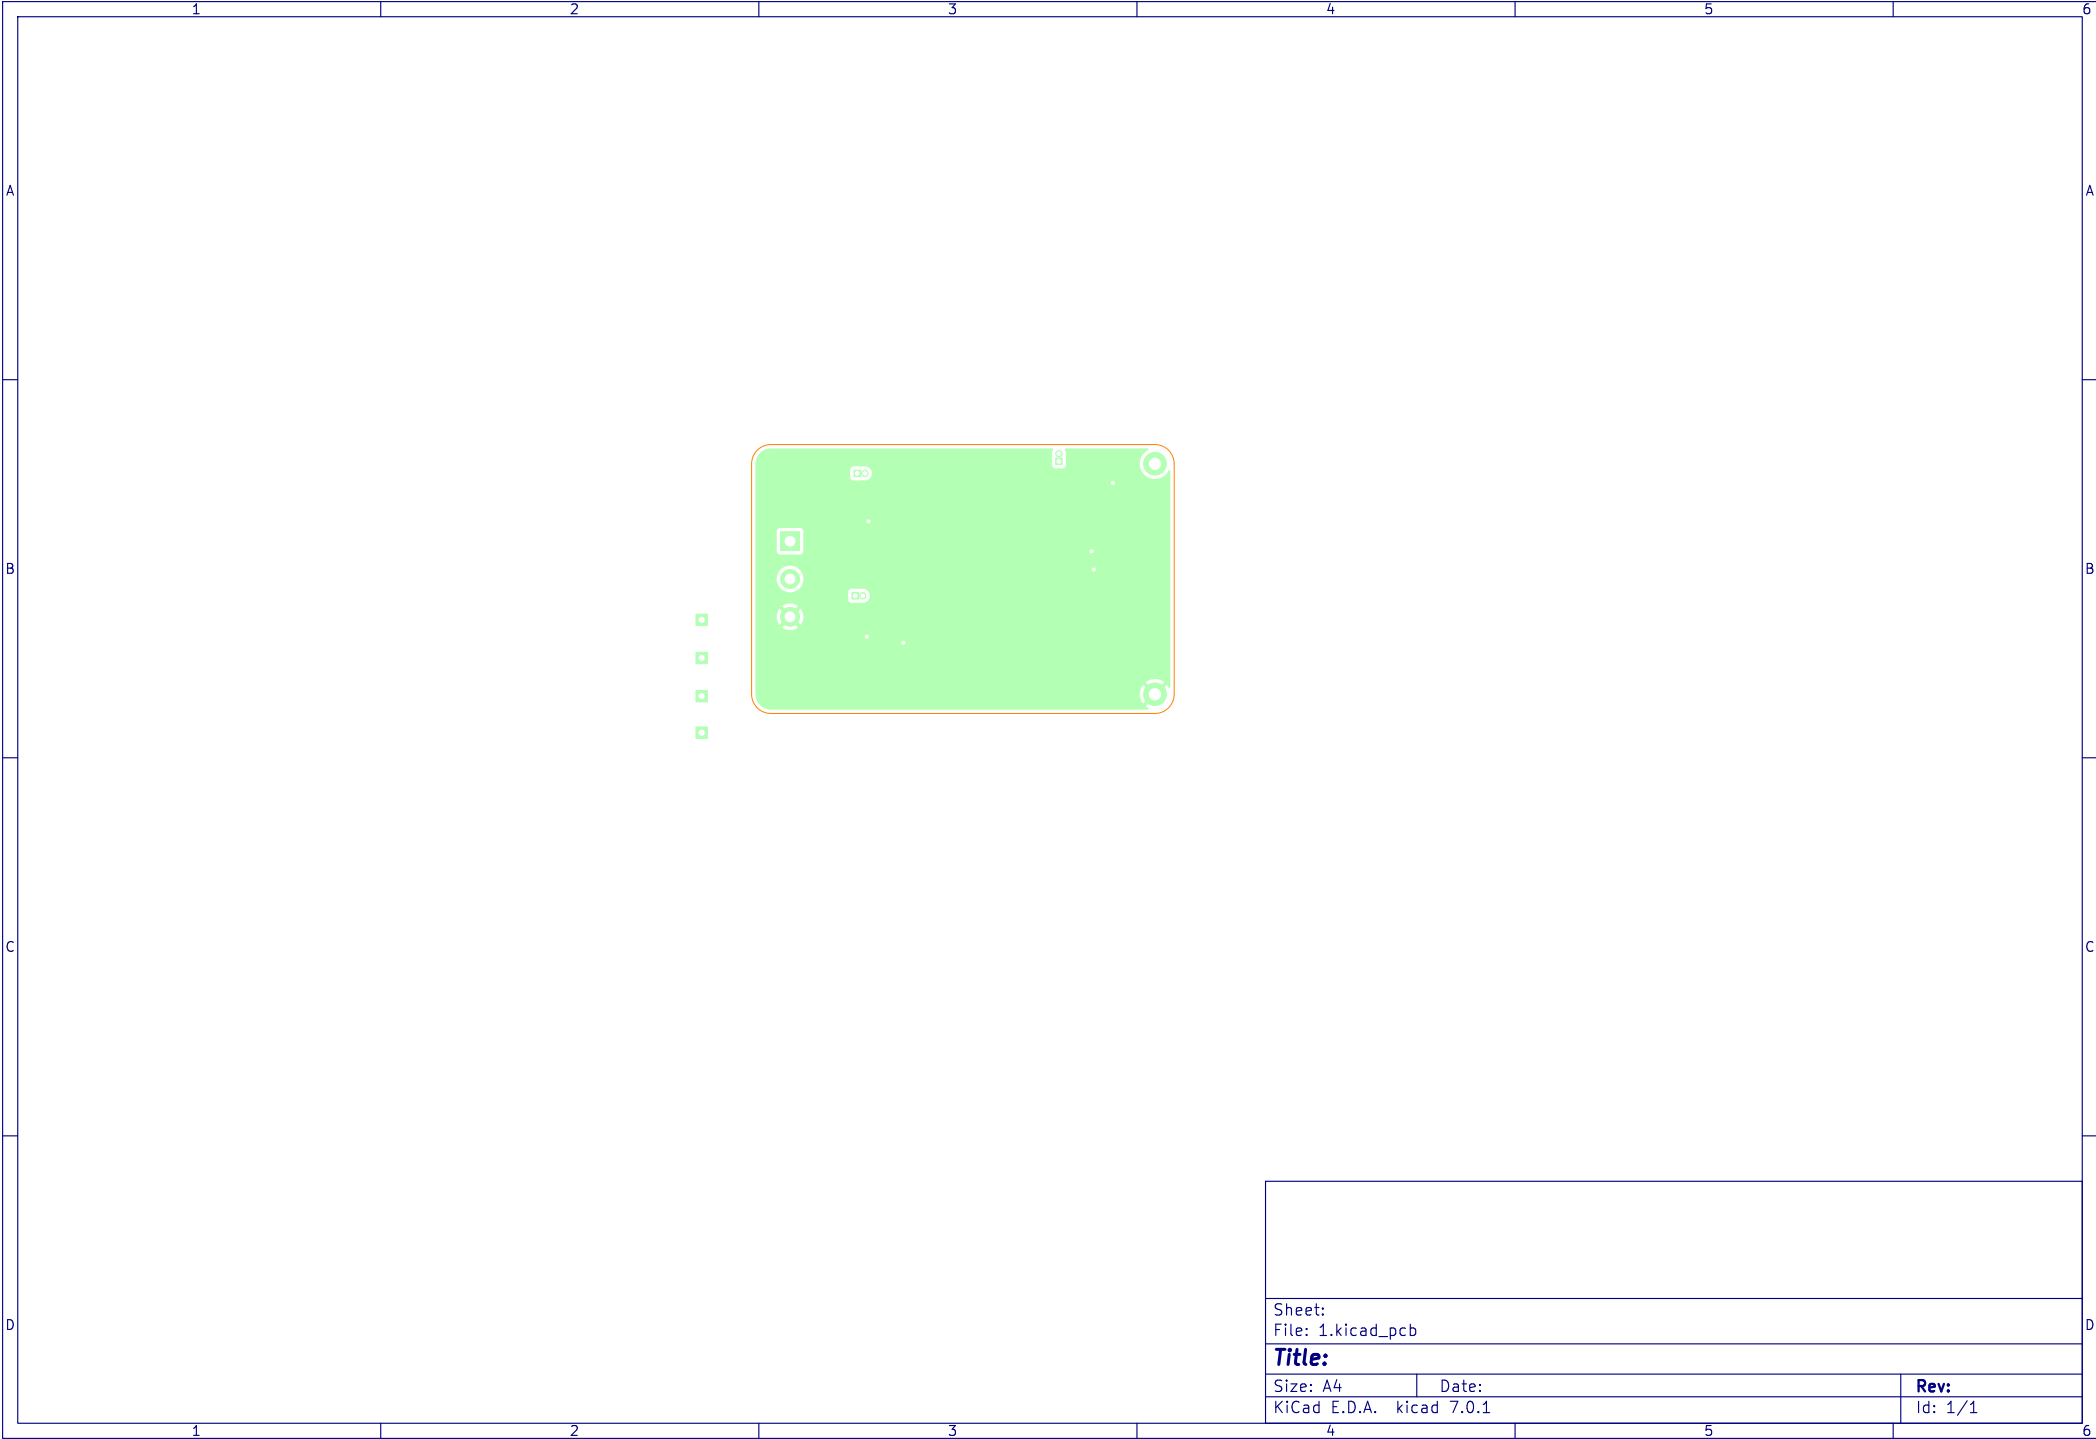 1 2 3 4 5 6
A A
B B
C C
D D
Sheet:
File: 1.kicad_pcb
Title:
Size: A4 Date: Rev:
KiCad E.D.A. kicad 7.0.1 Id: 1/1
1 2 3 4 5 6